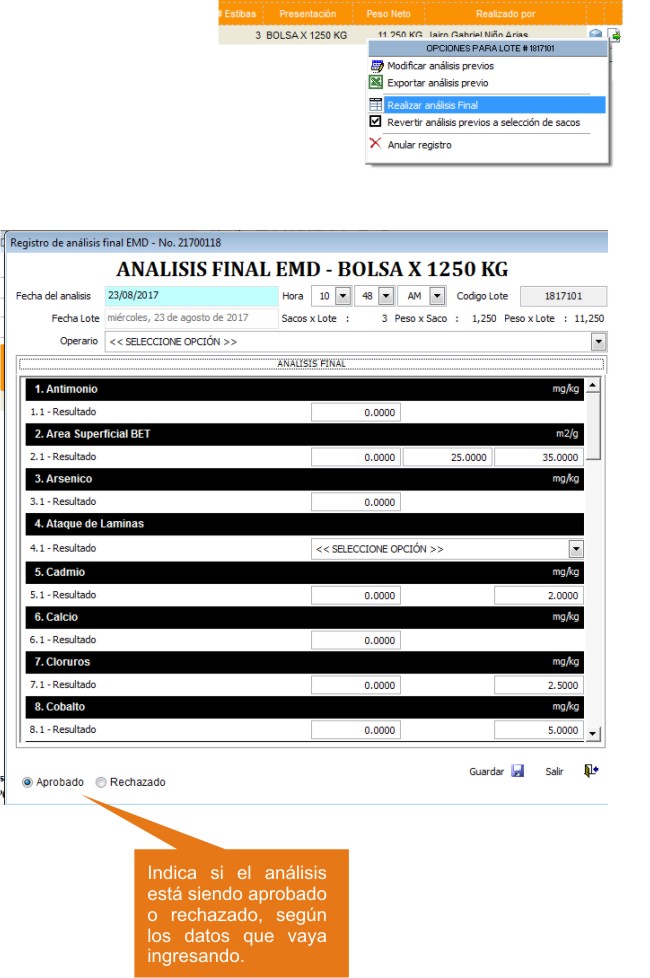 # Estibas Presentación Peso Neto Realizado por
3 BOLSA X 1250 KG 11,250 KG Jairo Gabriel Niño Arias
OPCIONES PARA LOTE # 1817101
Modificar análisis previos
Exportar análisis previo
Realizar análisis Final
Revertir análisis previos a selección de sacos
Anular registro
Registro de análisis final EMD - No. 21700118
ANALISIS FINAL EMD - BOLSA X 1250 KG
Fecha del analisis 23/08/2017 Hora 10 48 AM Codigo Lote 1817101
Fecha Lote miércoles, 23 de agosto de 2017 Sacos x Lote : 3 Peso x Saco : 1,250 Peso x Lote : 11,250
Operario << SELECCIONE OPCIÓN >>
ANALISIS FINAL
1. Antimonio mg/kg
1.1 - Resultado 0.0000
2. Area Superficial BET m2/g
2.1 - Resultado 0.0000 25.0000 35.0000
3. Arsenico mg/kg
3.1 - Resultado 0.0000
4. Ataque de Laminas
4.1 - Resultado << SELECCIONE OPCIÓN >>
5. Cadmio mg/kg
5.1 - Resultado 0.0000 2.0000
6. Calcio mg/kg
6.1 - Resultado 0.0000
7. Cloruros mg/kg
7.1 - Resultado 0.0000 2.5000
8. Cobalto mg/kg
8.1 - Resultado 0.0000 5.0000
Guardar Salir
Aprobado Rechazado
Indica si el análisis
está siendo aprobado
o rechazado, según
los datos que vaya
ingresando.